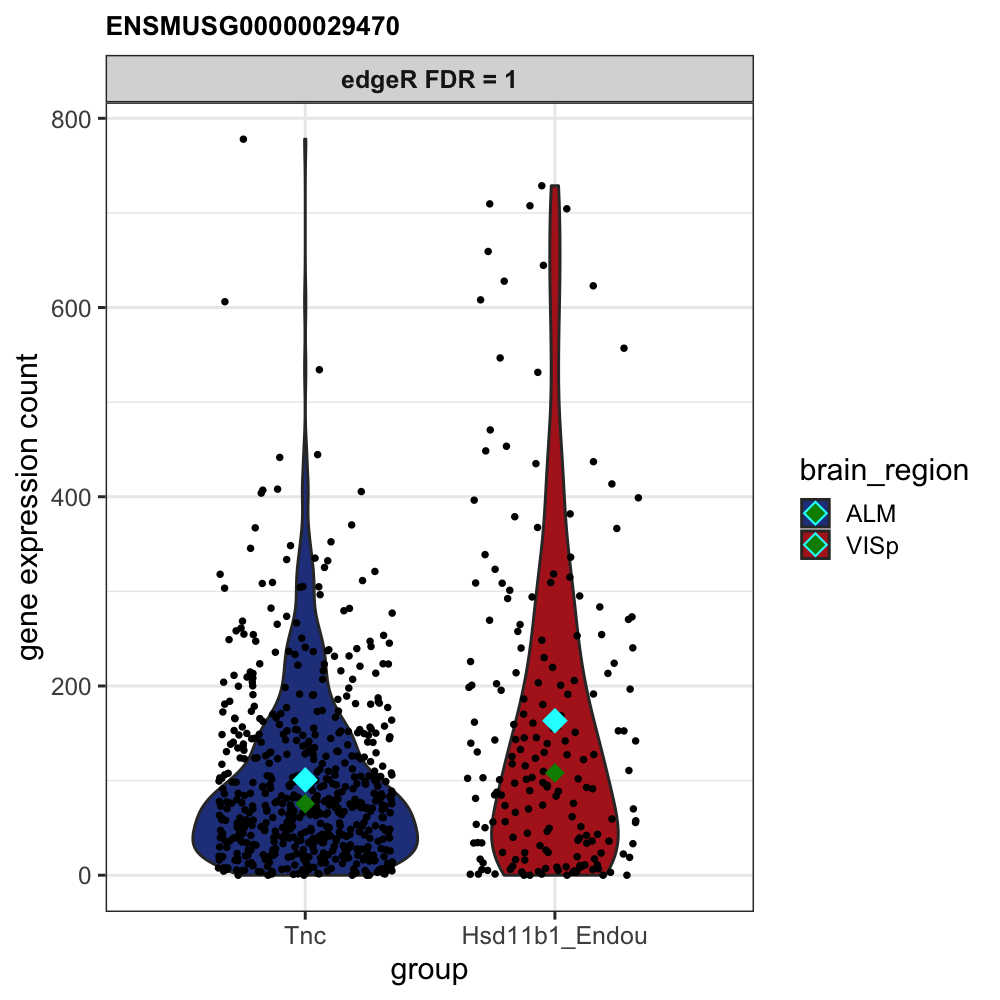 ENSMUSG00000029470
edgeR FDR = 1
gene expression count
800
600
400
200
0
Tnc
Hsd11b1_Endou
group
brain_region
ALM
VISp